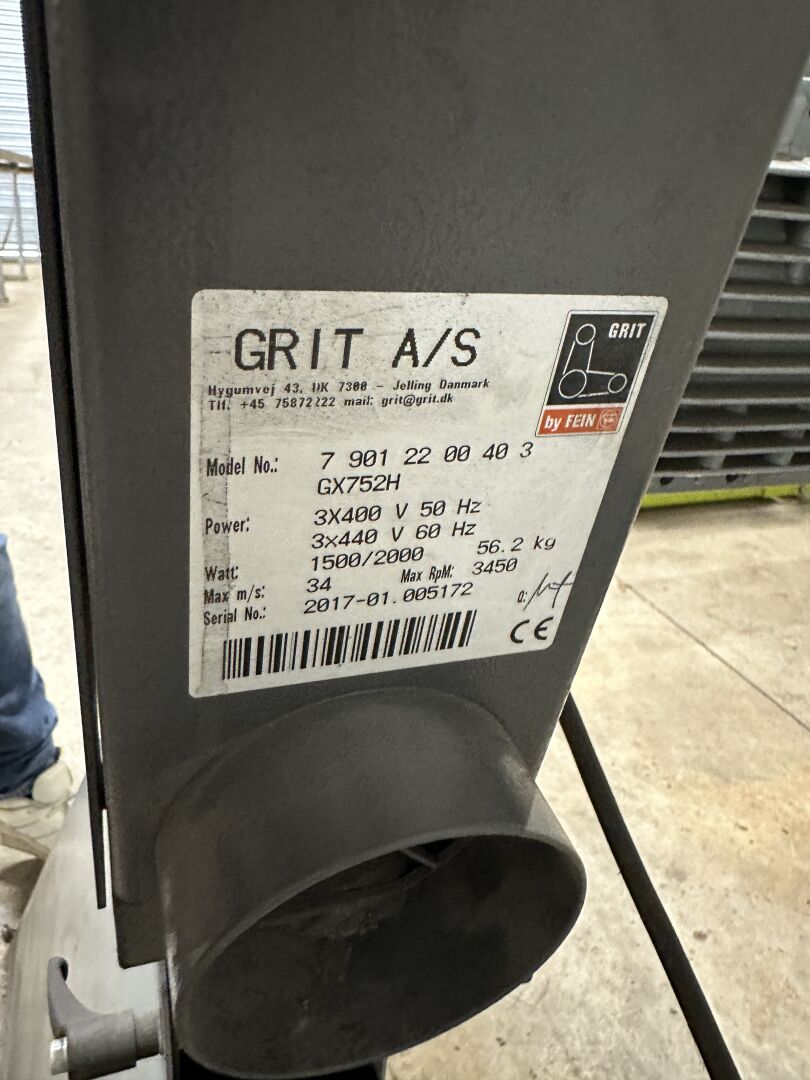 GRIT A/S
GRIT
by FEIN
Hygumvej 43, DK 7300 - Jelling Danmark
Tlf. +45 75872222 mail: grit@grit.dk
Model No.: 7 901 22 00 40 3
GX752H
Power: 3X400 V 50 Hz
3x440 V 60 Hz
Watt: 1500/2000 56.2 kg
Max m/s: 34 Max RpM: 3450
Serial No.: 2017-01.005172 a:
CE